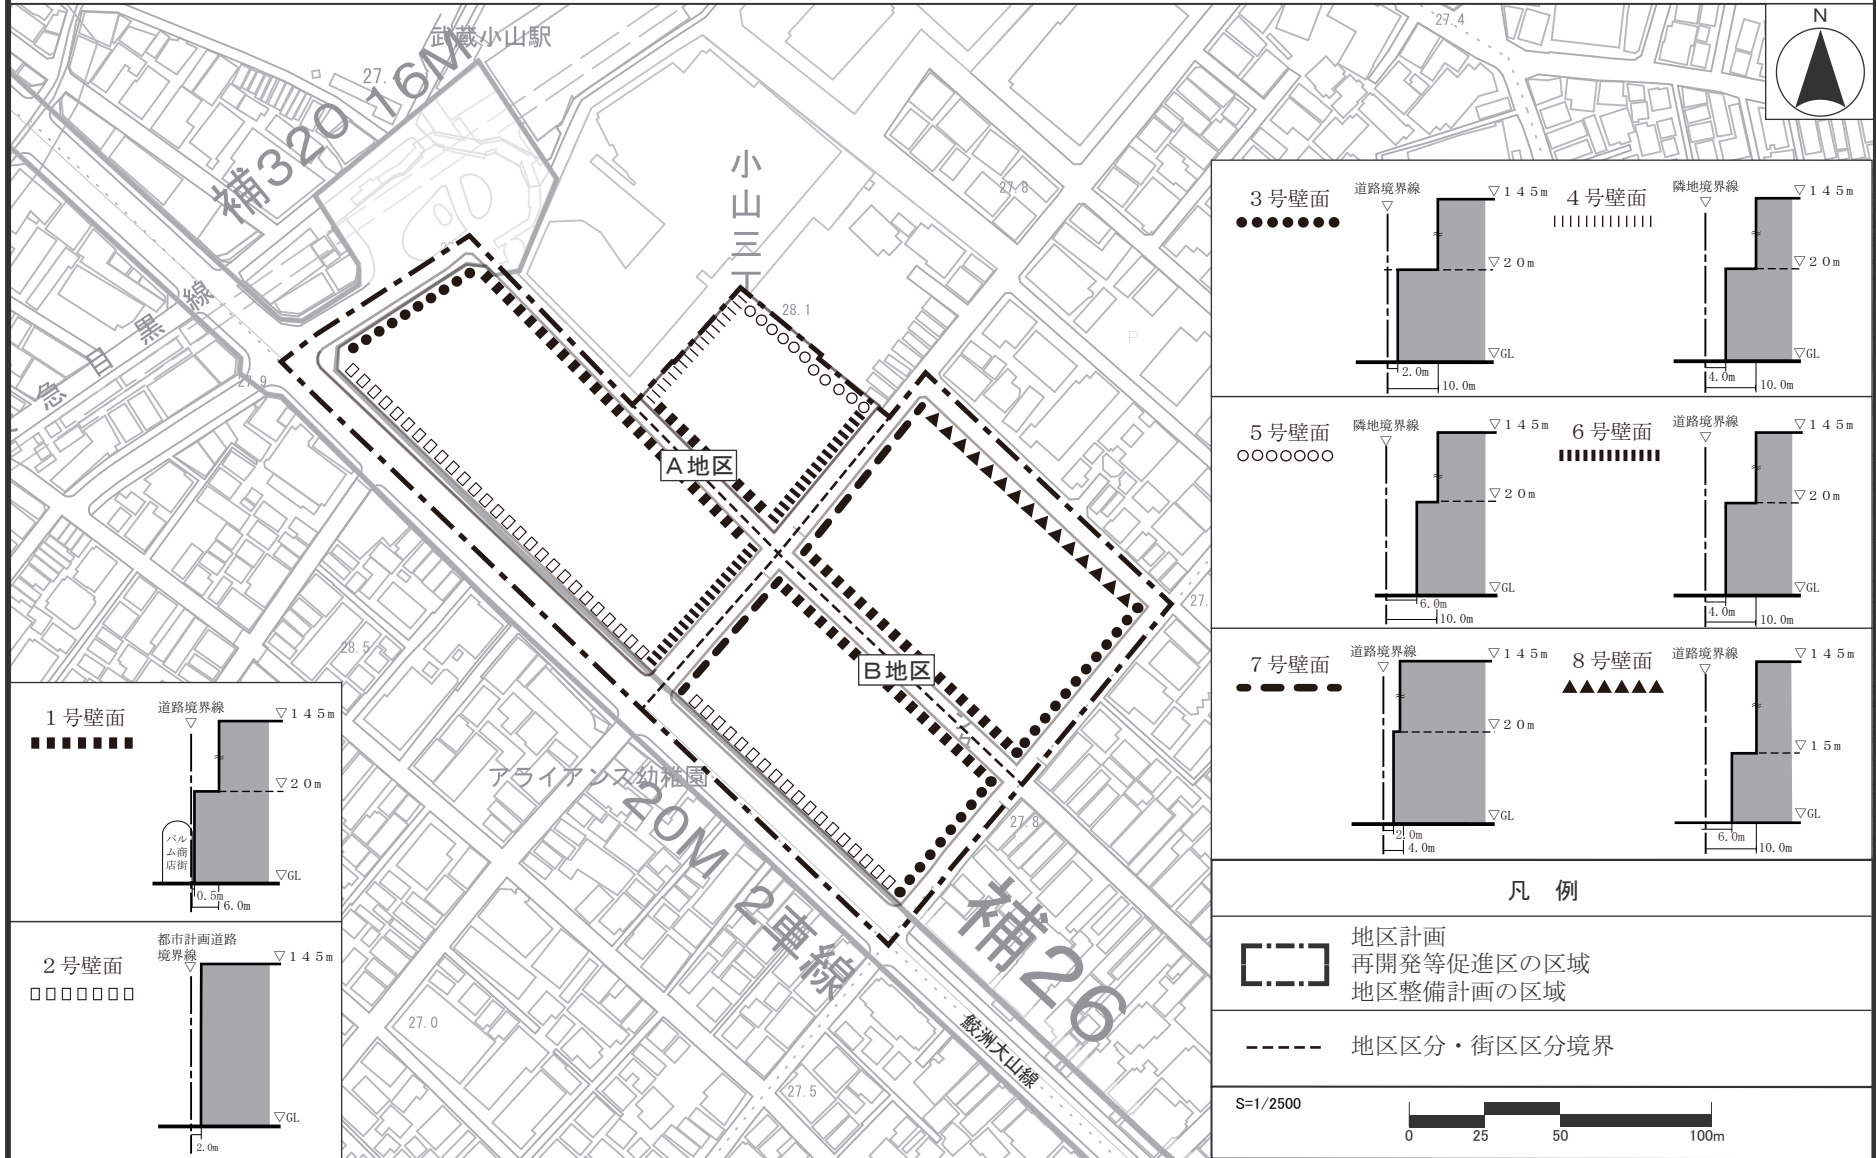 武蔵小山駅
27.4
N
補320 16M
小山三丁
27.8
28.1
27.9
急目黒線
P
A地区
B地区
28.5
27.8
アライアンス幼稚園
20M 2車線
補26
鮫洲大山線
27.0
27.5
1号壁面
道路境界線
▽145m
▽20m
パル
ム商
店街
▽GL
0.5m
6.0m
2号壁面
都市計画道路
境界線
▽145m
▽GL
2.0m
3号壁面
道路境界線
▽145m
▽20m
▽GL
2.0m
10.0m
4号壁面
隣地境界線
▽145m
▽20m
▽GL
4.0m
10.0m
5号壁面
隣地境界線
▽145m
▽20m
▽GL
6.0m
10.0m
6号壁面
道路境界線
▽145m
▽20m
▽GL
4.0m
10.0m
7号壁面
道路境界線
▽145m
▽20m
▽GL
2.0m
4.0m
8号壁面
道路境界線
▽145m
▽15m
▽GL
6.0m
10.0m
凡 例
地区計画
再開発等促進区の区域
地区整備計画の区域
地区区分・街区区分境界
S=1/2500
0 25 50 100m